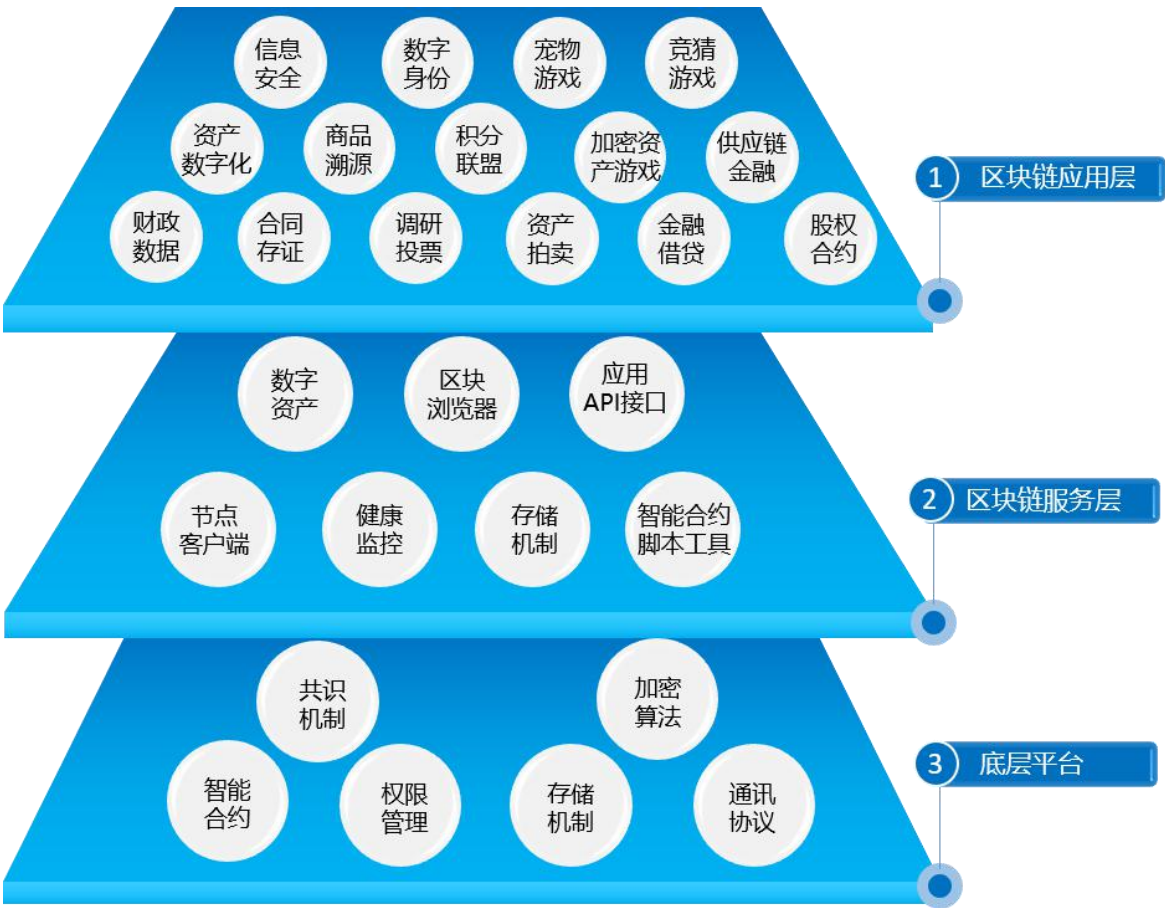 信息
安全
数字
身份
宠物
游戏
竞猜
游戏
资产
数字化
商品
溯源
积分
联盟
加密资
产游戏
供应链
金融
财政
数据
合同
存证
调研
投票
资产
拍卖
金融
借贷
股权
合约
1 区块链应用层
数字
资产
区块
浏览器
应用
API接口
节点
客户端
健康
监控
存储
机制
智能合约
脚本工具
2 区块链服务层
共识
机制
加密
算法
智能
合约
权限
管理
存储
机制
通讯
协议
3 底层平台